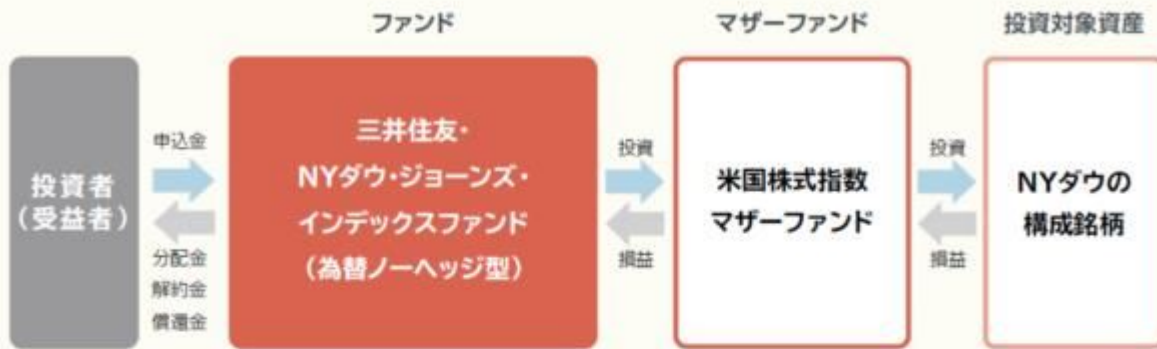 ファンド
マザーファンド
投資対象資産
投資者
（受益者）
申込金
分配金
解約金
償還金
三井住友・
NYダウ・ジョーンズ・
インデックスファンド
（為替ノーヘッジ型）
投資
損益
米国株式指数
マザーファンド
投資
損益
NYダウの
構成銘柄